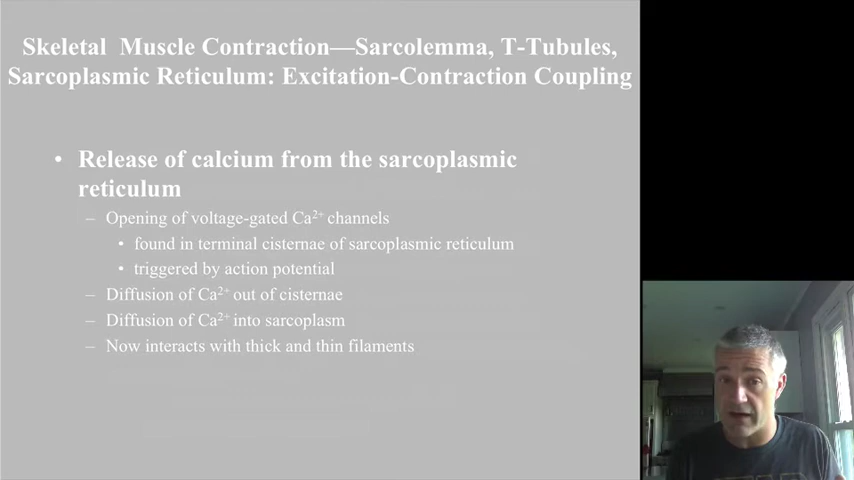 Skeletal Muscle Contraction—Sarcolemma, T-Tubules,
Sarcoplasmic Reticulum: Excitation-Contraction Coupling
• Release of calcium from the sarcoplasmic
reticulum
– Opening of voltage-gated Ca²⁺ channels
• found in terminal cisternae of sarcoplasmic reticulum
• triggered by action potential
– Diffusion of Ca²⁺ out of cisternae
– Diffusion of Ca²⁺ into sarcoplasm
– Now interacts with thick and thin filaments